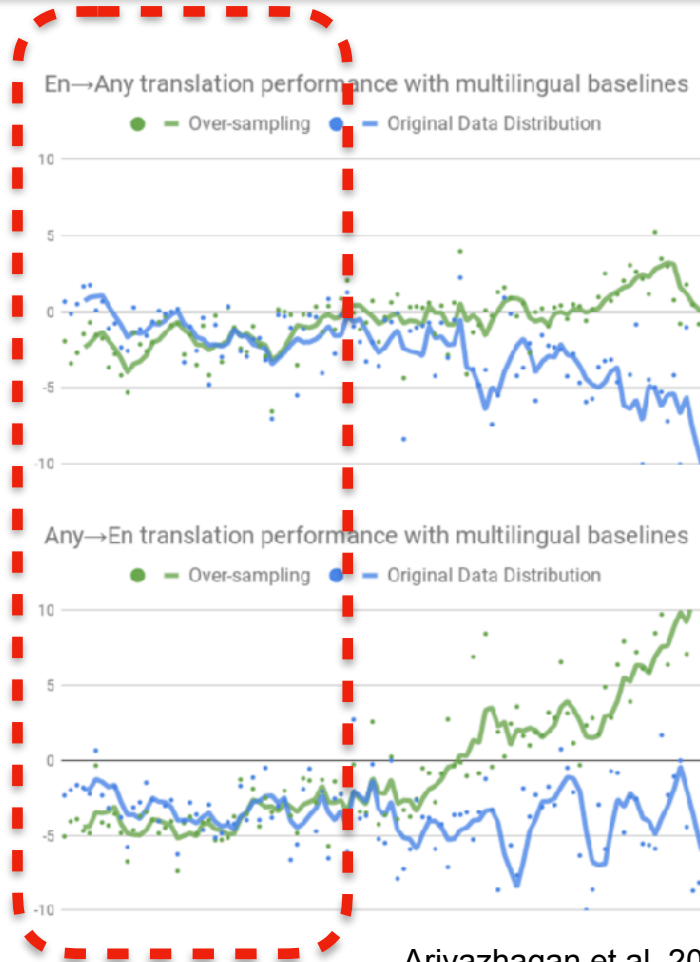 En→Any translation performance with multilingual baselines
Over-sampling Original Data Distribution
10
5
0
-5
-10
Any→En translation performance with multilingual baselines
Over-sampling Original Data Distribution
10
5
0
-5
-10